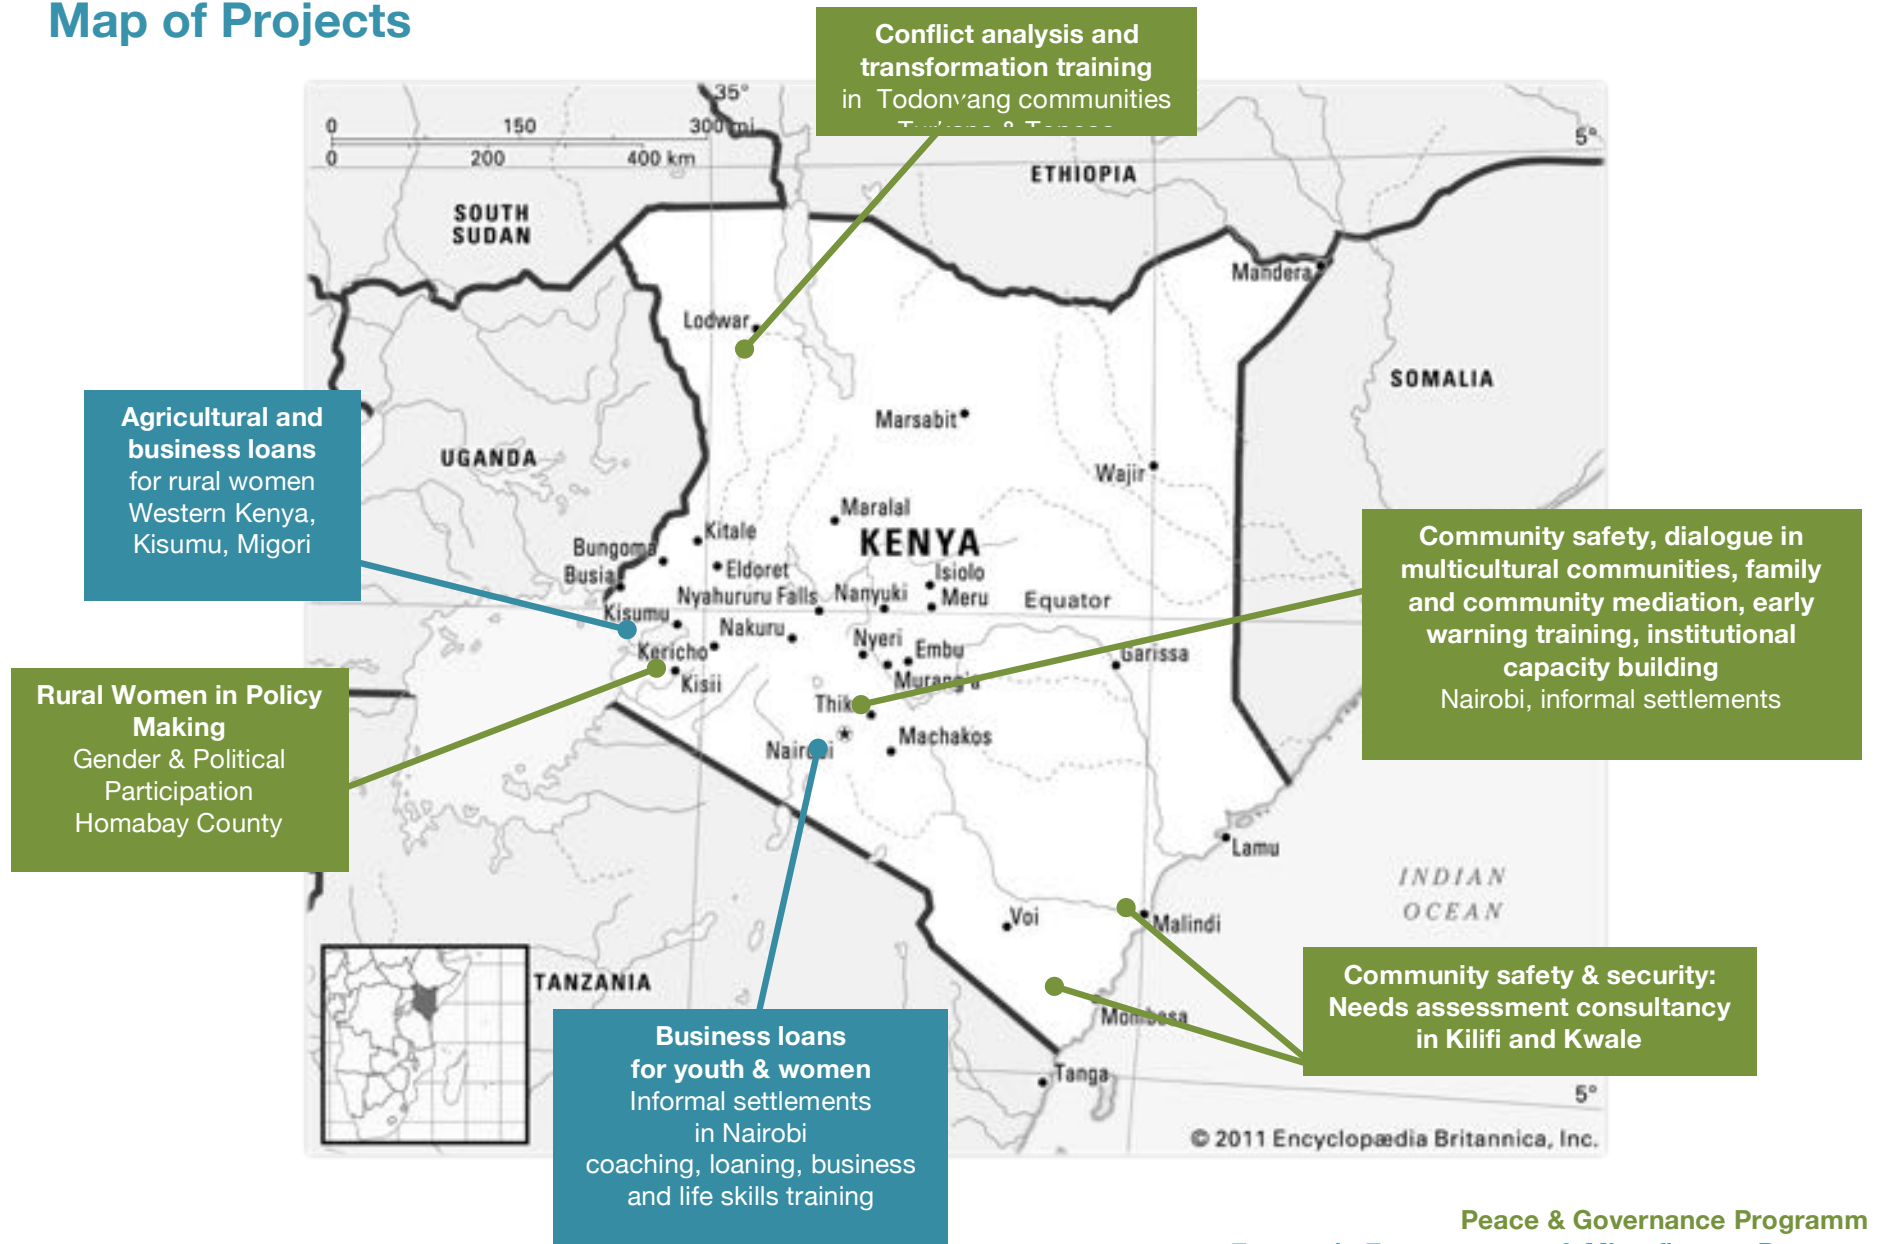 Map of Projects
Conflict analysis and
transformation training
in Todonyang communities
35°
0 150 300 mi
0 200 400 km
5°
ETHIOPIA
SOUTH
SUDAN
Mandera
Lodwar
SOMALIA
Agricultural and
business loans
for rural women
Western Kenya,
Kisumu, Migori
Marsabit
UGANDA
Wajir
Maralal
Kitale
KENYA
Bungoma
Busia
Eldoret
Isiolo
Nyahururu Falls
Nanyuki
Meru
Equator
Kisumu
Nakuru
Nyeri
Embu
Kericho
Garissa
Kisii
Murang'a
Community safety, dialogue in
multicultural communities, family
and community mediation, early
warning training, institutional
capacity building
Nairobi, informal settlements
Rural Women in Policy
Making
Gender & Political
Participation
Homabay County
Thika
Nairobi
Machakos
Lamu
INDIAN
OCEAN
Voi
Malindi
TANZANIA
Mombasa
Community safety & security:
Needs assessment consultancy
in Kilifi and Kwale
Business loans
for youth & women
Informal settlements
in Nairobi
coaching, loaning, business
and life skills training
Tanga
5°
© 2011 Encyclopædia Britannica, Inc.
Peace & Governance Programm